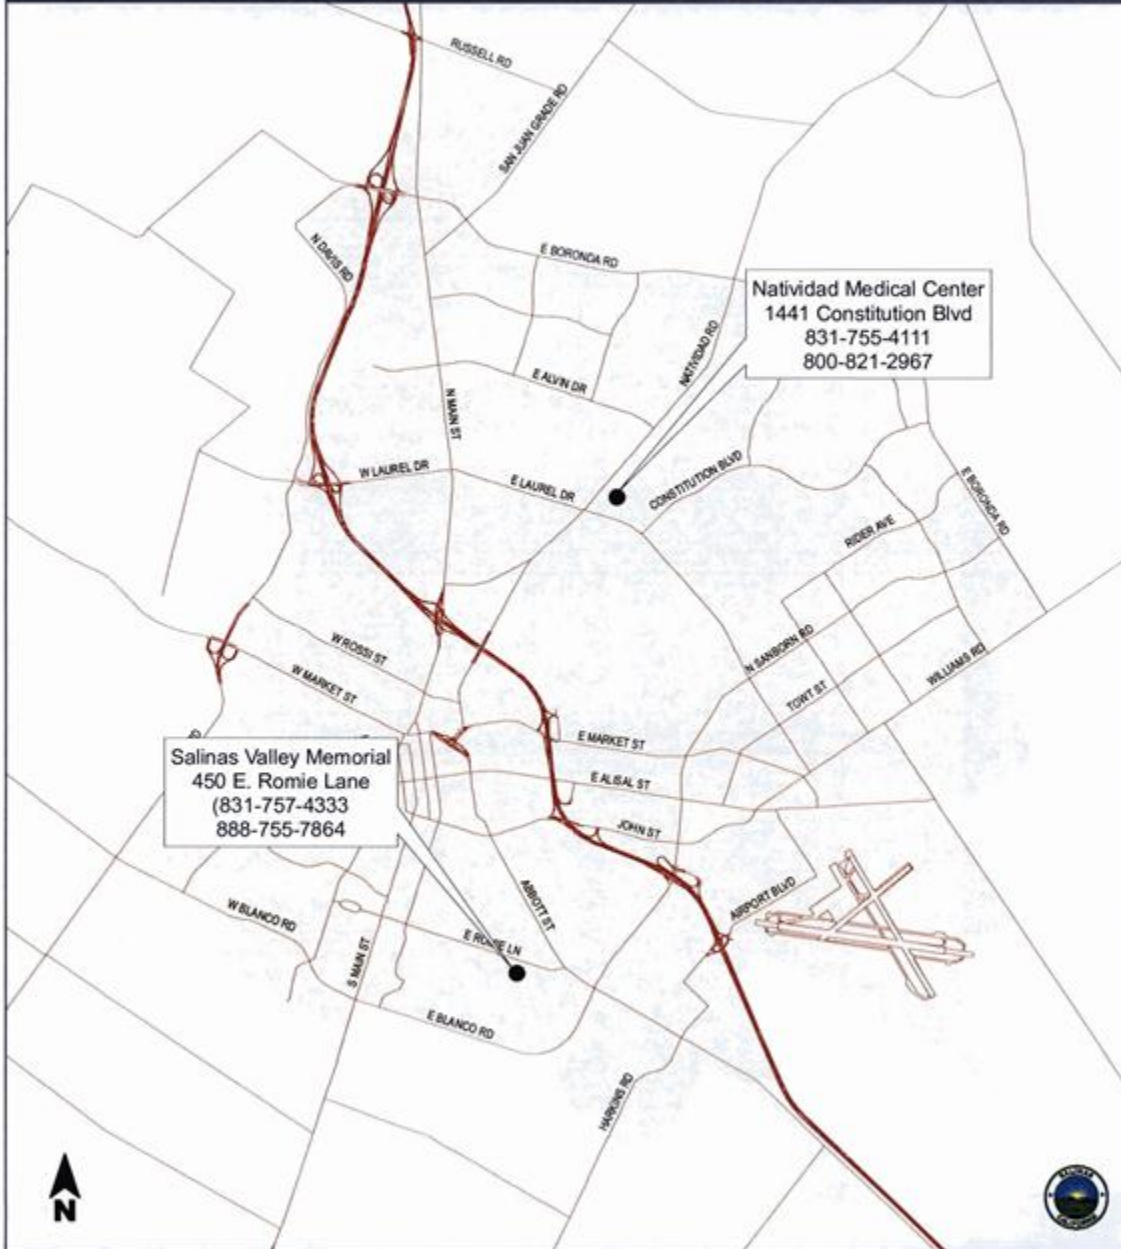 RUSSELL RD
SAN JUAN GRADE RD
N DAVIS RD
E BORONDA RD
Natividad Medical Center
1441 Constitution Blvd
831-755-4111
800-821-2967
NATIVIDAD RD
E ALVIN DR
N MAIN ST
W LAUREL DR
E LAUREL DR
CONSTITUTION BLVD
E BORONDA RD
RIDER AVE
W ROSSI ST
N SANBORN RD
W MARKET ST
TOWT ST
WILLIAMS RD
E MARKET ST
Salinas Valley Memorial
450 E. Romie Lane
(831-757-4333
888-755-7864
E ALISAL ST
JOHN ST
ABBOTT ST
AIRPORT BLVD
W BLANCO RD
E ROMIE LN
S MAIN ST
E BLANCO RD
HARKINS RD
N
SALINAS
CALIFORNIA